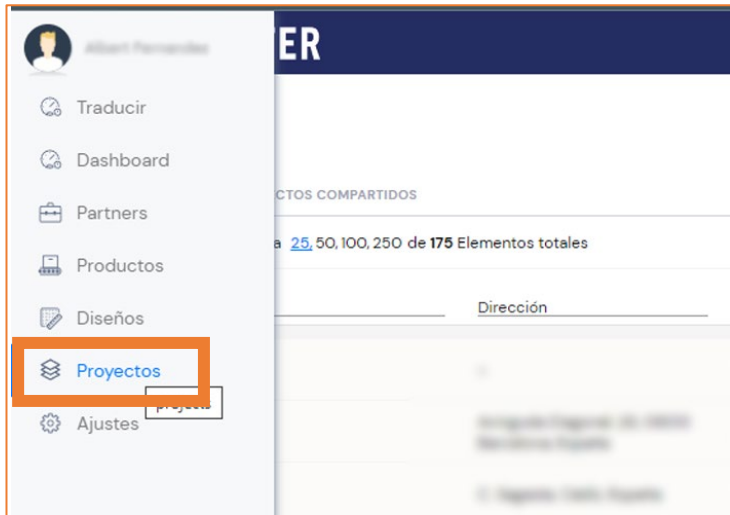 ER
Traducir
Dashboard
Partners
Productos
Diseños
Proyectos
projects
Ajustes
CTOS COMPARTIDOS
a 25, 50, 100, 250 de 175 Elementos totales
Dirección